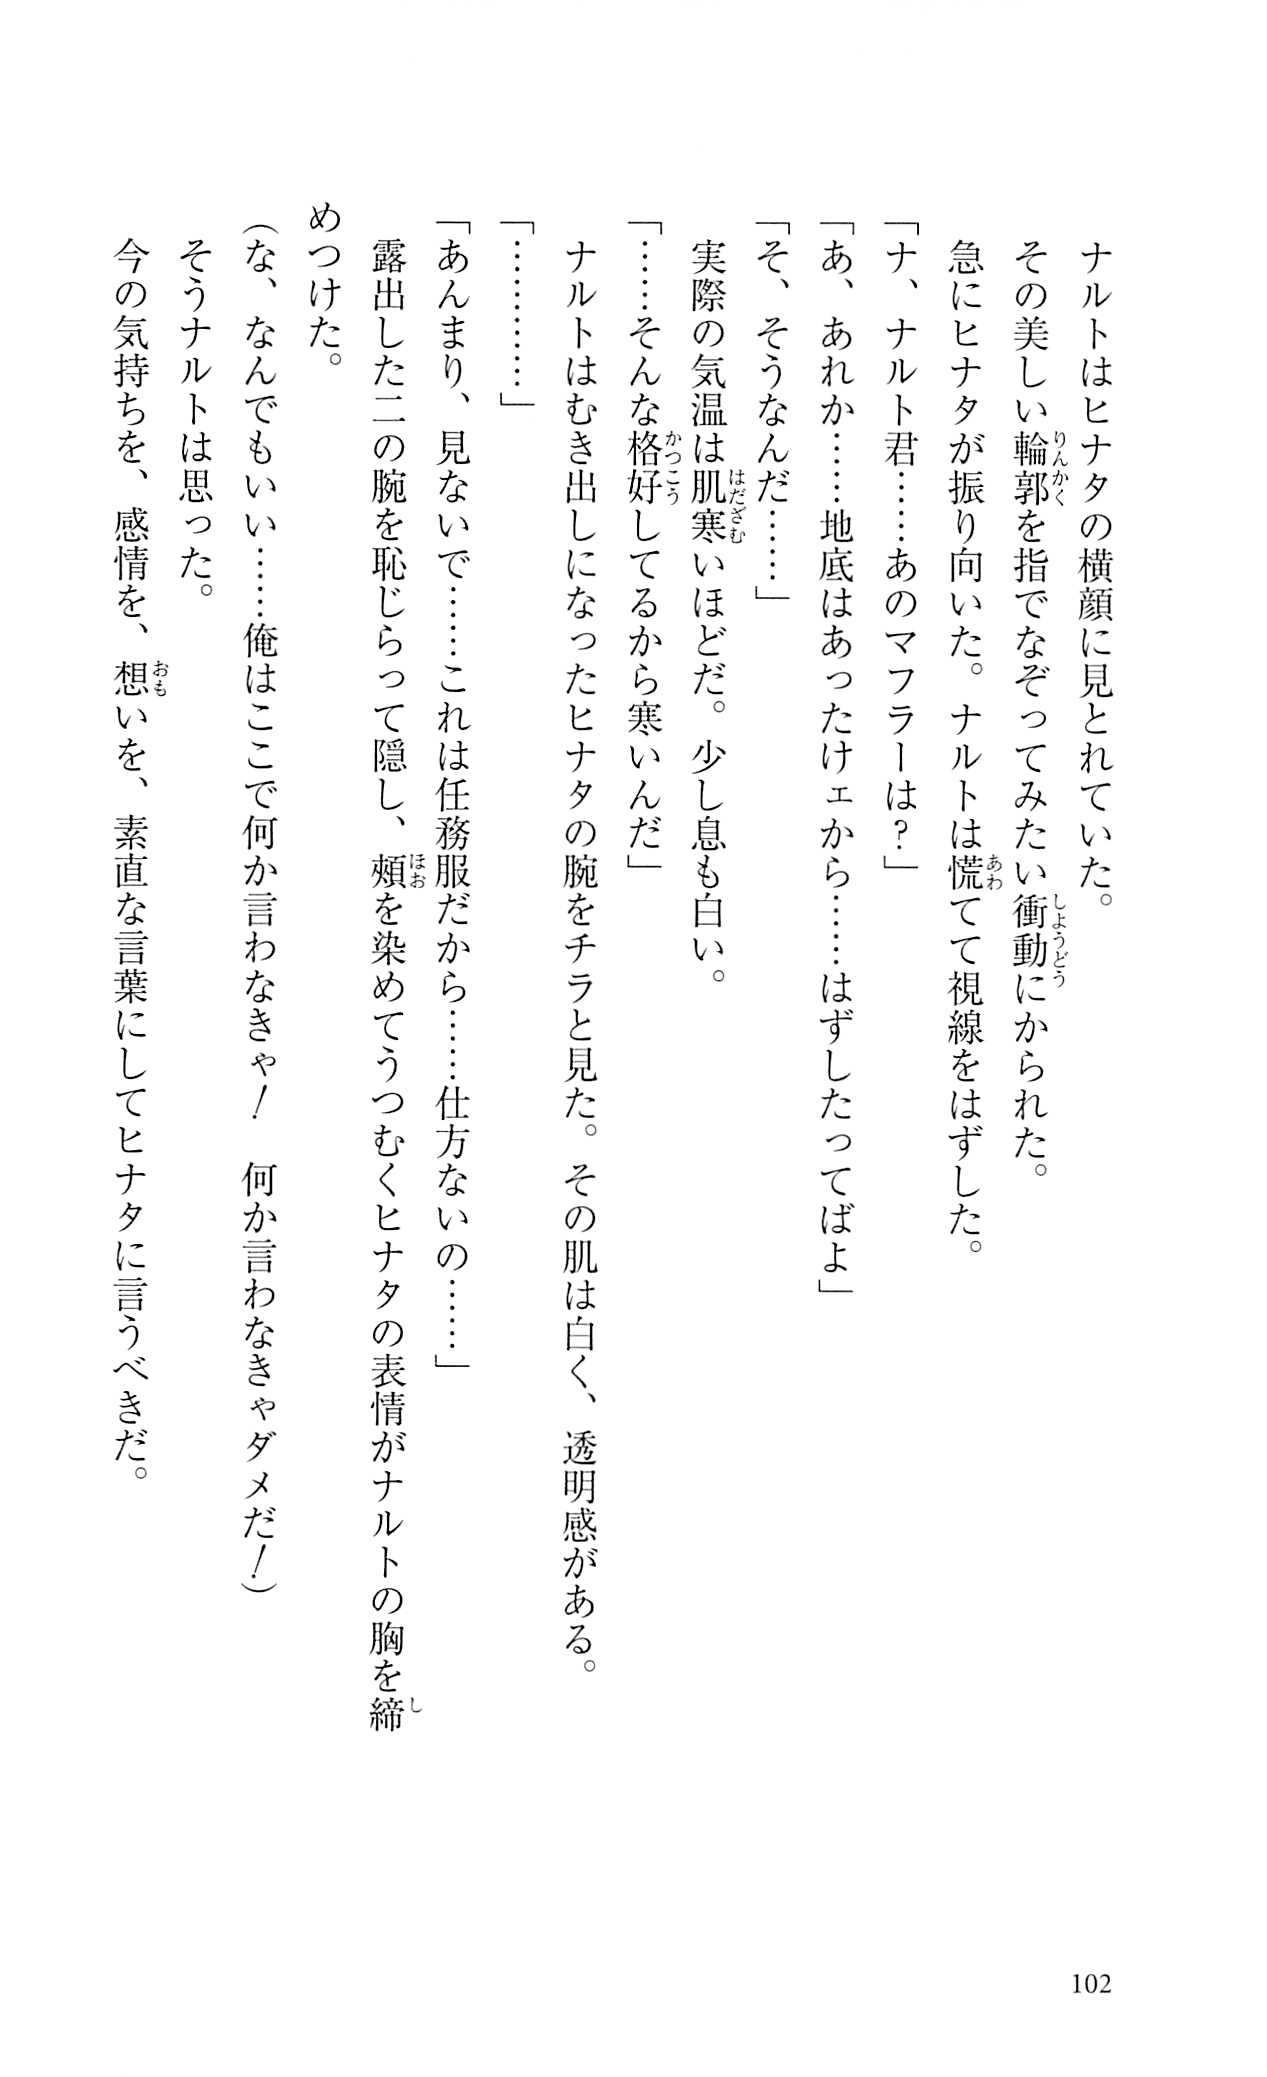 ナルトはヒナタの横顔に見とれていた。
その美しい輪郭を指でなぞってみたい衝動にかられた。
急にヒナタが振り向いた。ナルトは慌てて視線をはずした。
「ナ、ナルト君……あのマフラーは？」
「あ、あれか……地底はあったけェから……はずしたってばよ」
「そ、そうなんだ……」
実際の気温は肌寒いほどだ。少し息も白い。
「……そんな格好してるから寒いんだ」
ナルトはむき出しになったヒナタの腕をチラと見た。その肌は白く、透明感がある。
「…………」
「あんまり、見ないで……これは任務服だから……仕方ないの……」
露出した二の腕を恥じらって隠し、頬を染めてうつむくヒナタの表情がナルトの胸を締
めつけた。
（な、なんでもいい……俺はここで何か言わなきゃ！　何か言わなきゃダメだ！）
そうナルトは思った。
今の気持ちを、感情を、想いを、素直な言葉にしてヒナタに言うべきだ。
102